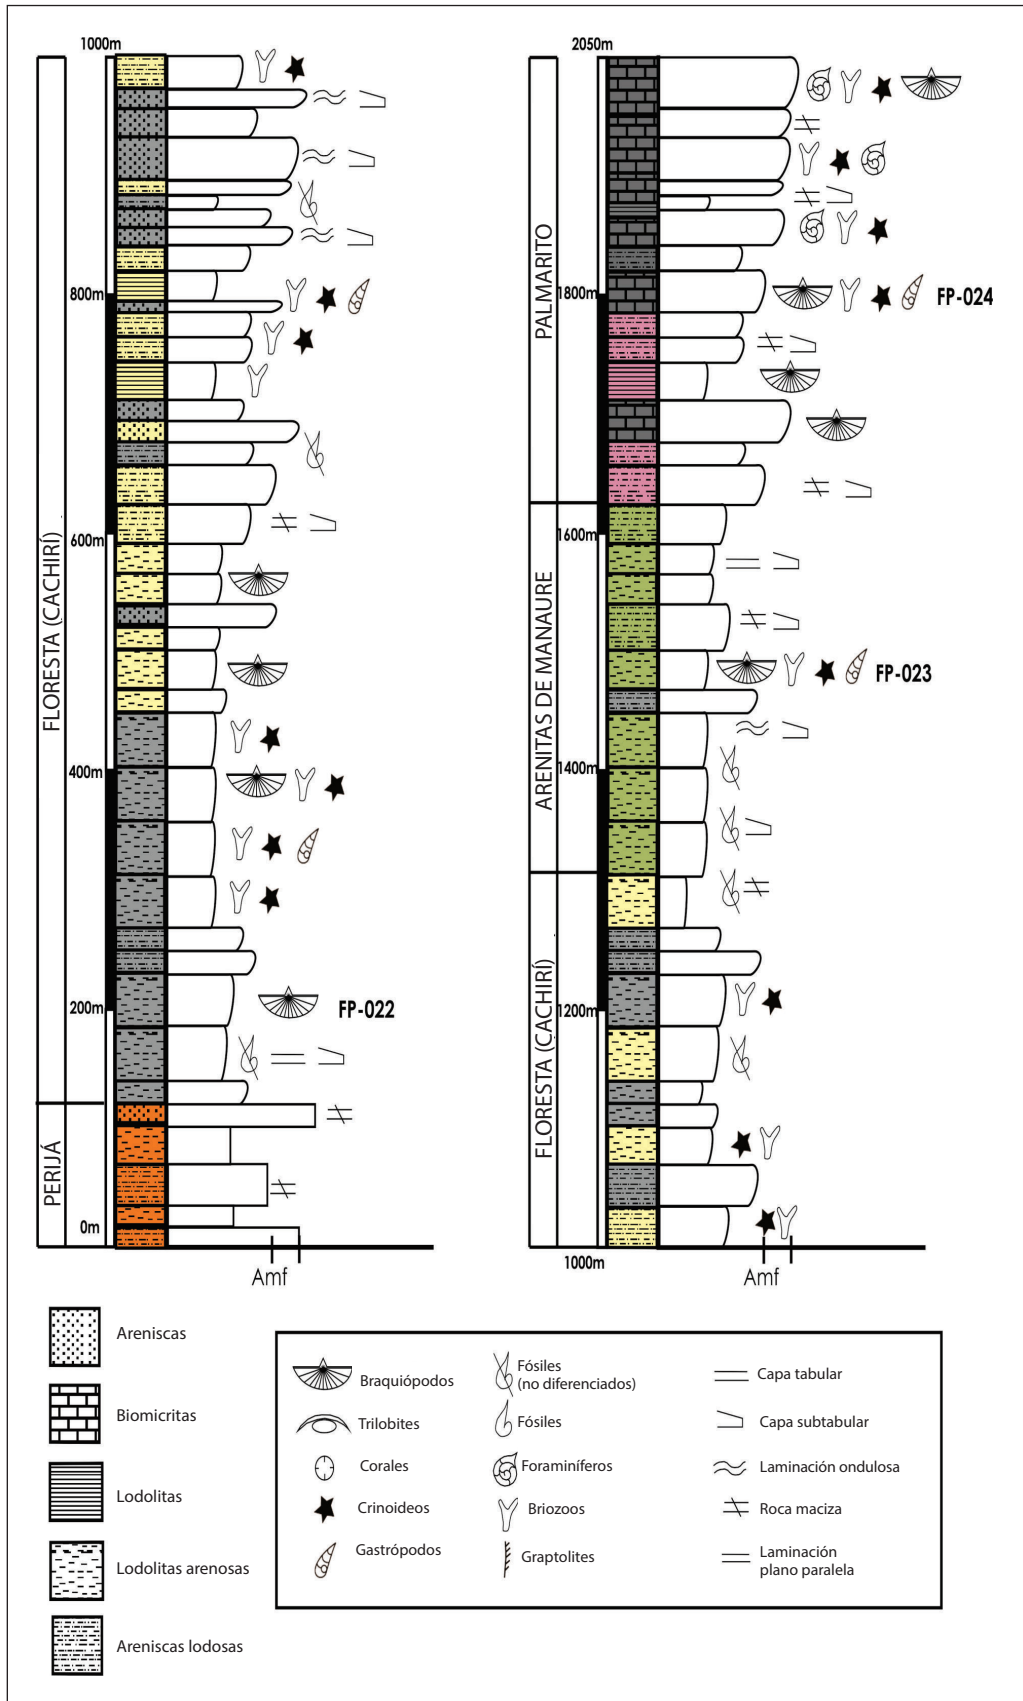 1000m
800m
600m
400m
200m
0m
FLORESTA (CACHIRÍ)
PERIJÁ
FP-022
Amf
2050m
1800m
1600m
1400m
1200m
1000m
PALMARITO
ARENITAS DE MANAURE
FLORESTA (CACHIRÍ)
FP-024
FP-023
Amf
Areniscas
Biomicritas
Lodolitas
Lodolitas arenosas
Areniscas lodosas
Braquiópodos
Trilobites
Corales
Crinoideos
Gastrópodos
Fósiles
(no diferenciados)
Fósiles
Foraminíferos
Briozoos
Graptolites
Capa tabular
Capa subtabular
Laminación ondulosa
Roca maciza
Laminación
plano paralela